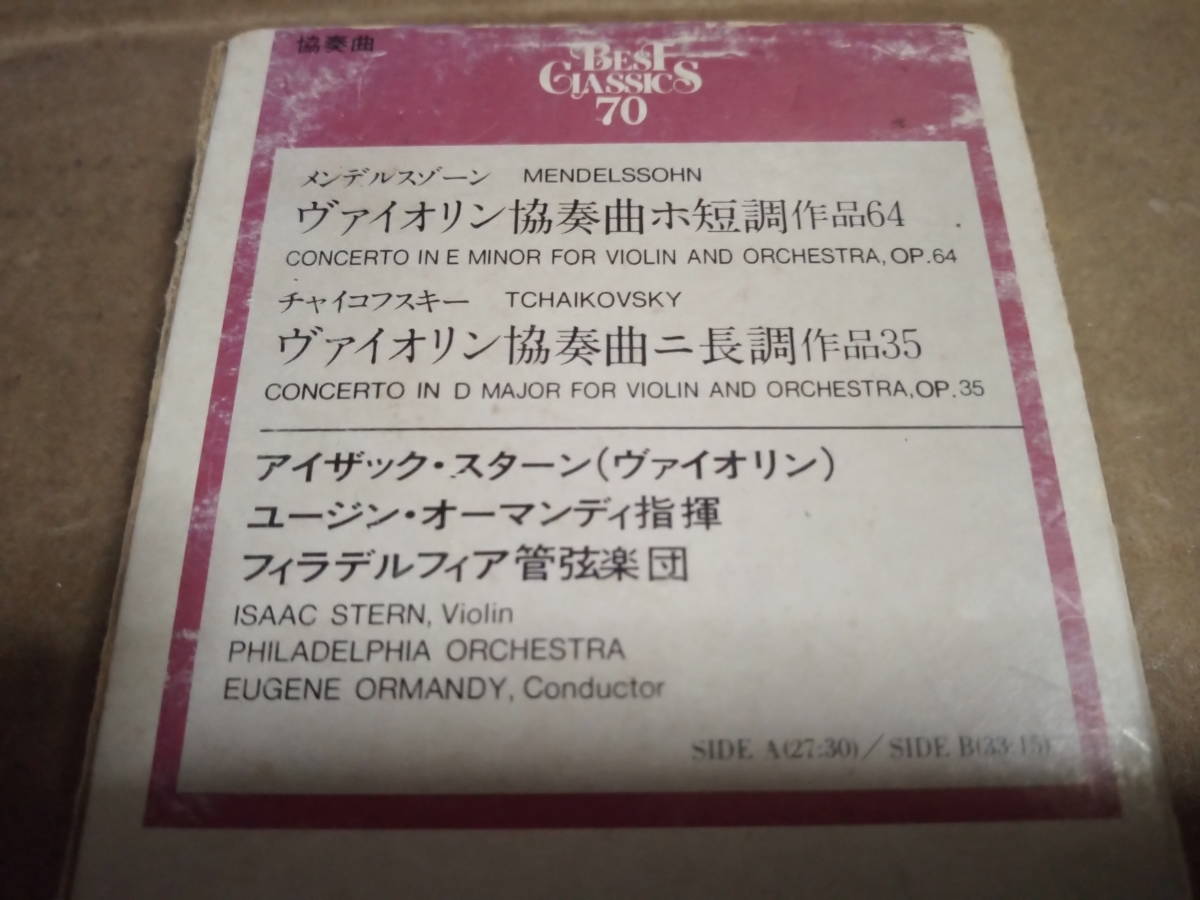 協奏曲
BEST
CLASSICS
70
メンデルスゾーン MENDELSSOHN
ヴァイオリン協奏曲ホ短調作品64
CONCERTO IN E MINOR FOR VIOLIN AND ORCHESTRA, OP.64
チャイコフスキー TCHAIKOVSKY
ヴァイオリン協奏曲ニ長調作品35
CONCERTO IN D MAJOR FOR VIOLIN AND ORCHESTRA, OP.35
アイザック・スターン(ヴァイオリン)
ユージン・オーマンディ指揮
フィラデルフィア管弦楽団
ISAAC STERN, Violin
PHILADELPHIA ORCHESTRA
EUGENE ORMANDY, Conductor
SIDE A(27:30)/SIDE B(33:15)